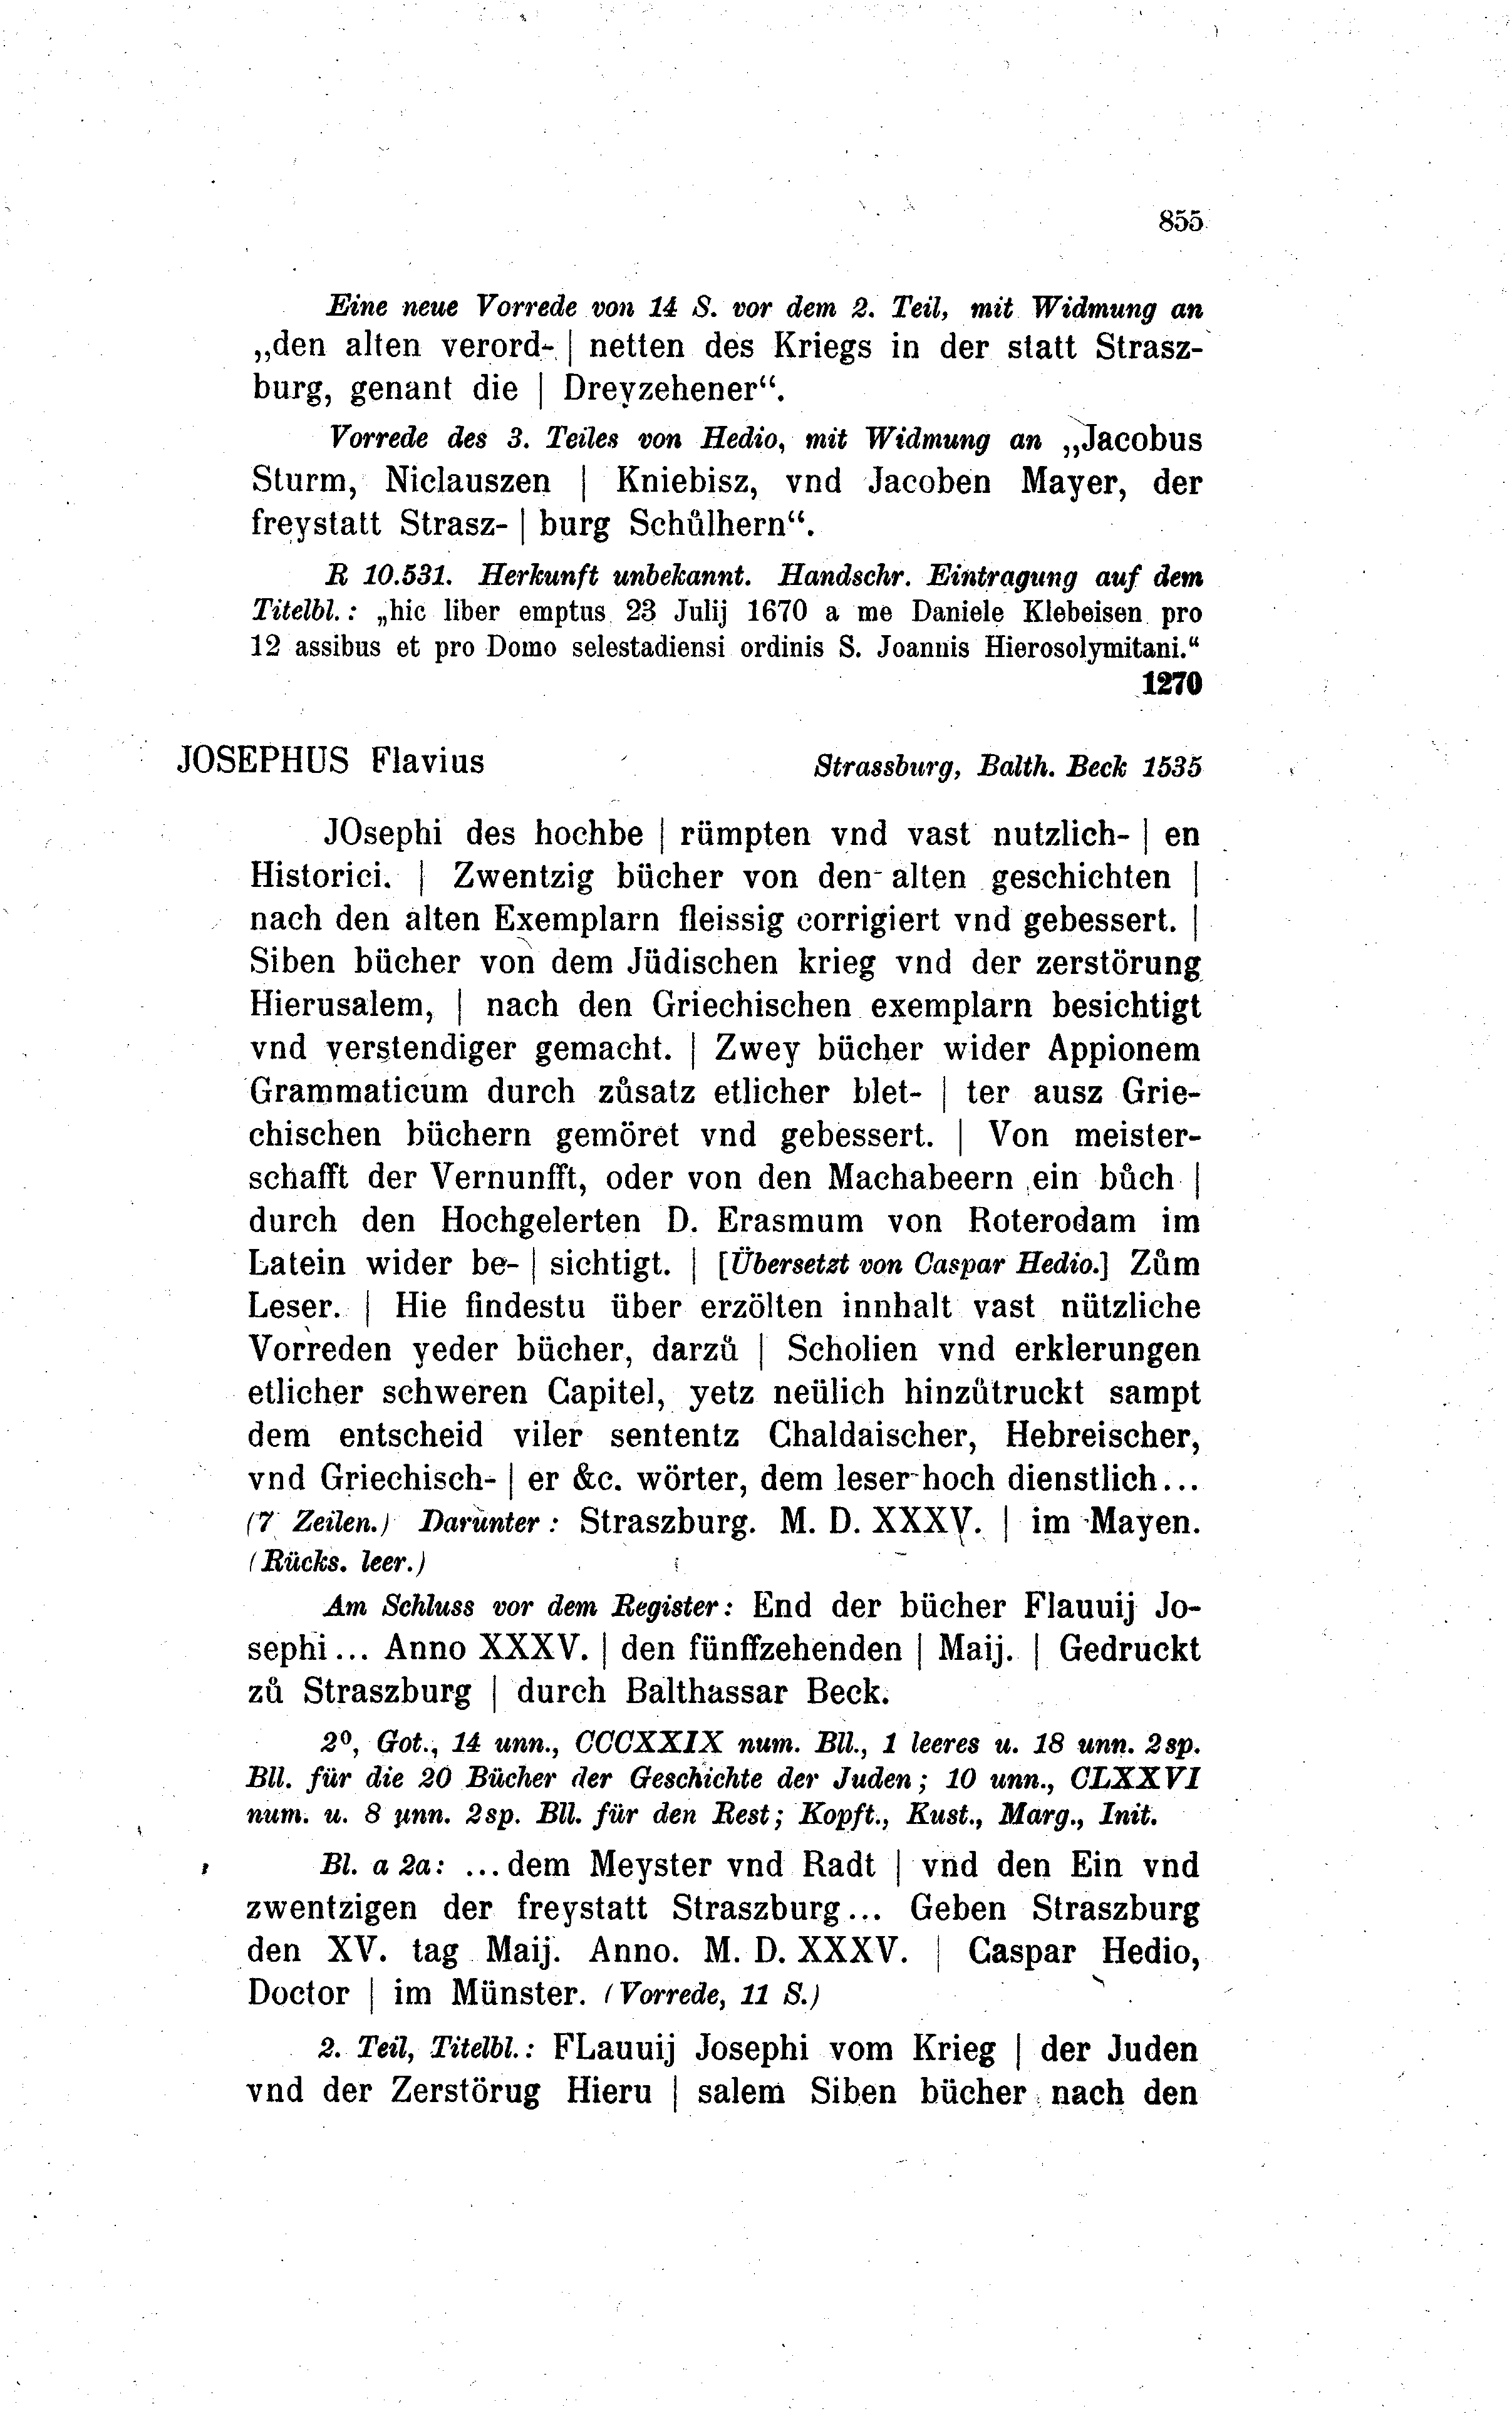 855
Eine neue Vorrede von 14 S. vor dem 2. Teil, mit Widmung an
„den alten verord- | netten des Kriegs in der statt Strasz-
burg, genant die | Dreyzehener“.
Vorrede des 3. Teiles von Hedio, mit Widmung an „Jacobus
Sturm, Niclauszen | Kniebisz, vnd Jacoben Mayer, der
freystatt Strasz- | burg Schůlhern“.
R 10.531. Herkunft unbekannt. Handschr. Eintragung auf dem
Titelbl.: „hic liber emptus 23 Julij 1670 a me Daniele Klebeisen pro
12 assibus et pro Domo selestadiensi ordinis S. Joannis Hierosolymitani.“
1270
JOSEPHUS Flavius Strassburg, Balth. Beck 1535
JOsephi des hochbe | rümpten vnd vast nutzlich- | en
Historici. | Zwentzig bücher von den alten geschichten |
nach den alten Exemplarn fleissig corrigiert vnd gebessert. |
Siben bücher von dem Jüdischen krieg vnd der zerstörung
Hierusalem, | nach den Griechischen exemplarn besichtigt
vnd verstendiger gemacht. | Zwey bücher wider Appionem
Grammaticum durch zůsatz etlicher blet- | ter ausz Grie-
chischen büchern gemöret vnd gebessert. | Von meister-
schafft der Vernunfft, oder von den Machabeern ein bůch |
durch den Hochgelerten D. Erasmum von Roterodam im
Latein wider be- | sichtigt. | [Übersetzt von Caspar Hedio.] Zům
Leser. | Hie findestu über erzölten innhalt vast nützliche
Vorreden yeder bücher, darzů | Scholien vnd erklerungen
etlicher schweren Capitel, yetz neülich hinzůtruckt sampt
dem entscheid viler sententz Chaldaischer, Hebreischer,
vnd Griechisch- | er &c. wörter, dem leser hoch dienstlich...
(7 Zeilen.) Darunter: Straszburg. M. D. XXXV. | im Mayen.
(Rücks. leer.)
Am Schluss vor dem Register: End der bücher Flauuij Jo-
sephi... Anno XXXV. | den fünffzehenden | Maij. | Gedruckt
zů Straszburg | durch Balthassar Beck.
2⁰, Got., 14 unn., CCCXXIX num. Bll., 1 leeres u. 18 unn. 2sp.
Bll. für die 20 Bücher der Geschichte der Juden; 10 unn., CLXXVI
num. u. 8 unn. 2sp. Bll. für den Rest; Kopft., Kust., Marg., Init.
Bl. a 2a: ...dem Meyster vnd Radt | vnd den Ein vnd
zwentzigen der freystatt Straszburg... Geben Straszburg
den XV. tag Maij. Anno. M. D. XXXV. | Caspar Hedio,
Doctor | im Münster. (Vorrede, 11 S.)
2. Teil, Titelbl.: FLauuij Josephi vom Krieg | der Juden
vnd der Zerstörug Hieru | salem Siben bücher nach den